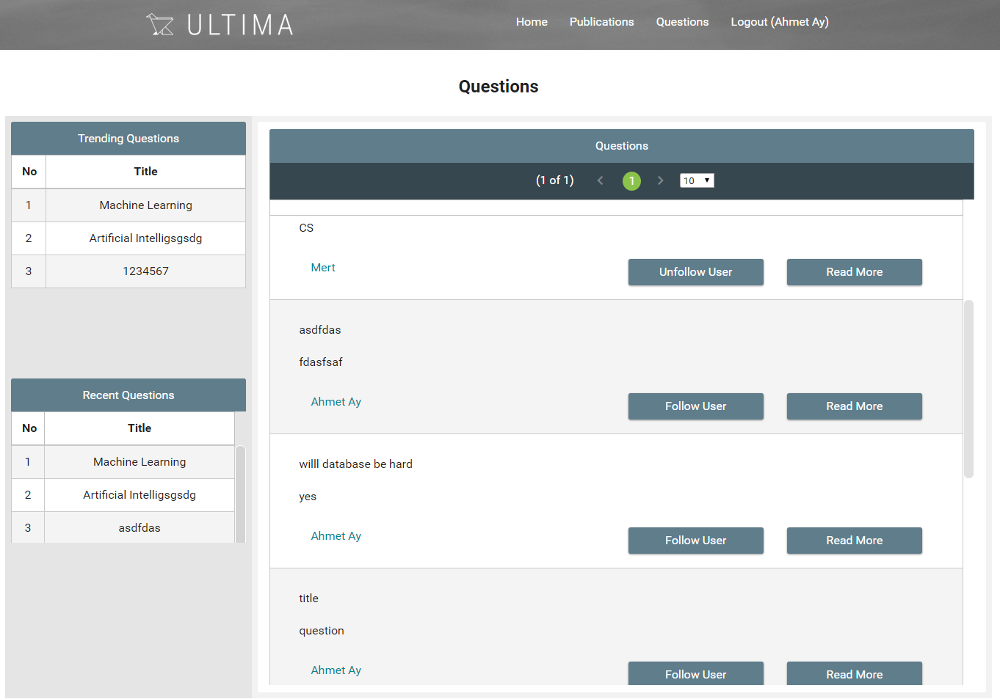 ULTIMA
Home Publications Questions Logout (Ahmet Ay)
Questions
Trending Questions
No Title
1 Machine Learning
2 Artificial Intelligsgsdg
3 1234567
Recent Questions
No Title
1 Machine Learning
2 Artificial Intelligsgsdg
3 asdfdas
Questions
(1 of 1) 1 10
CS
Mert Unfollow User Read More
asdfdas
fdasfsaf
Ahmet Ay Follow User Read More
willl database be hard
yes
Ahmet Ay Follow User Read More
title
question
Ahmet Ay Follow User Read More